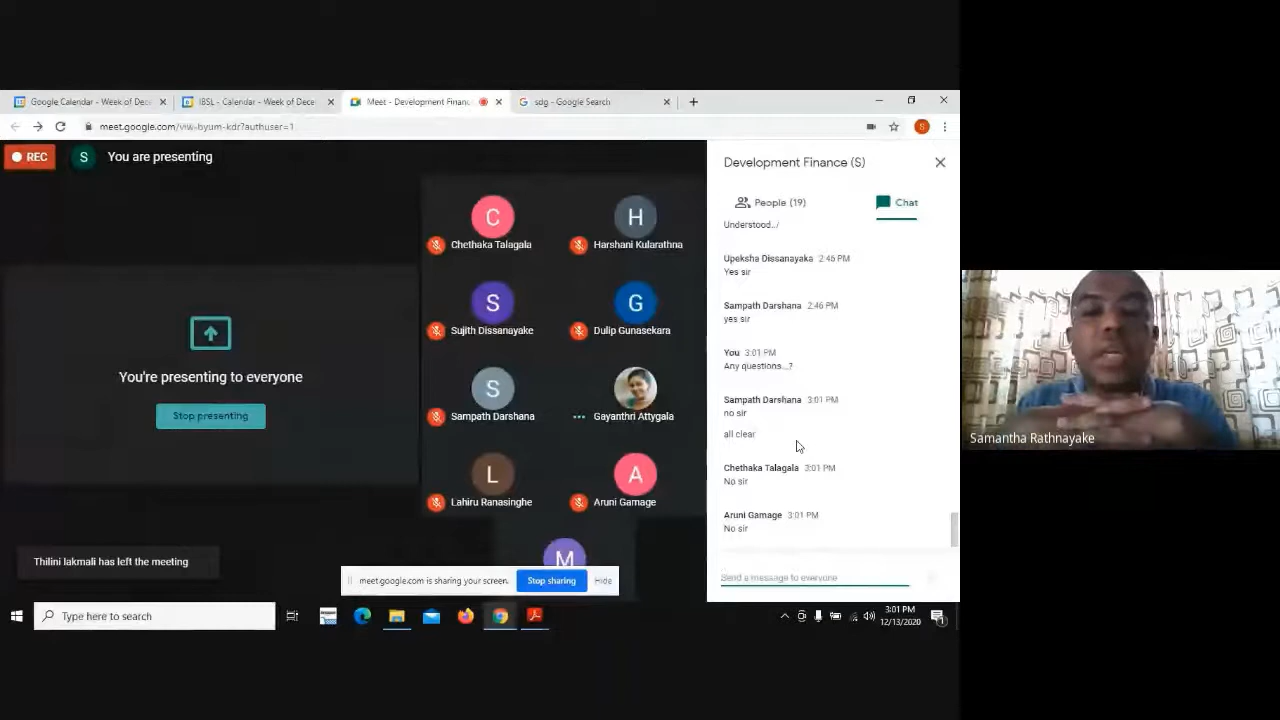 Google Calendar - Week of Dec
IBSL - Calendar - Week of Dece
Meet - Development Financ
sdg - Google Search
meet.google.com/viw-byum-kdr?authuser=1
REC
S
You are presenting
Development Finance (S)
People (19)
Chat
Understood../
Upeksha Dissanayaka 2:46 PM
Yes sir
Sampath Darshana 2:46 PM
yes sir
You 3:01 PM
Any questions...?
Sampath Darshana 3:01 PM
no sir
all clear
Chethaka Talagala 3:01 PM
No sir
Aruni Gamage 3:01 PM
No sir
Send a message to everyone
C
Chethaka Talagala
H
Harshani Kularathna
S
Sujith Dissanayake
G
Dulip Gunasekara
S
Sampath Darshana
Gayanthri Attygala
L
Lahiru Ranasinghe
A
Aruni Gamage
M
You're presenting to everyone
Stop presenting
Thilini lakmali has left the meeting
meet.google.com is sharing your screen.
Stop sharing
Hide
Type here to search
3:01 PM
12/13/2020
Samantha Rathnayake